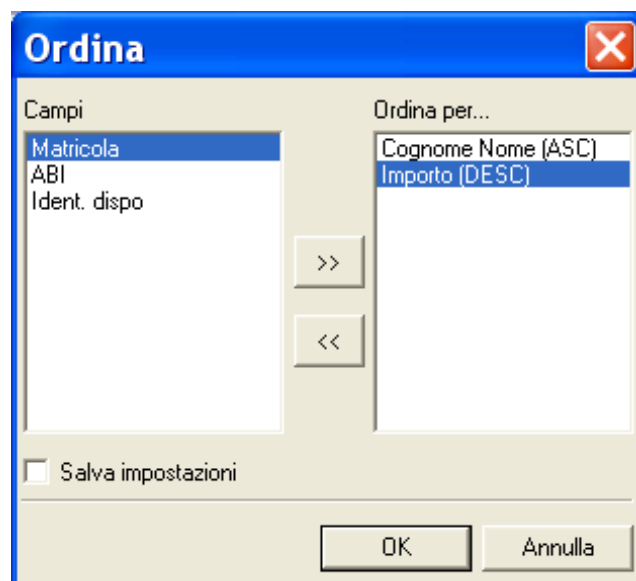 Ordina
Campi
Ordina per...
Matricola
ABI
Ident. dispo
Cognome Nome (ASC)
Importo (DESC)
>>
<<
Salva impostazioni
OK
Annulla